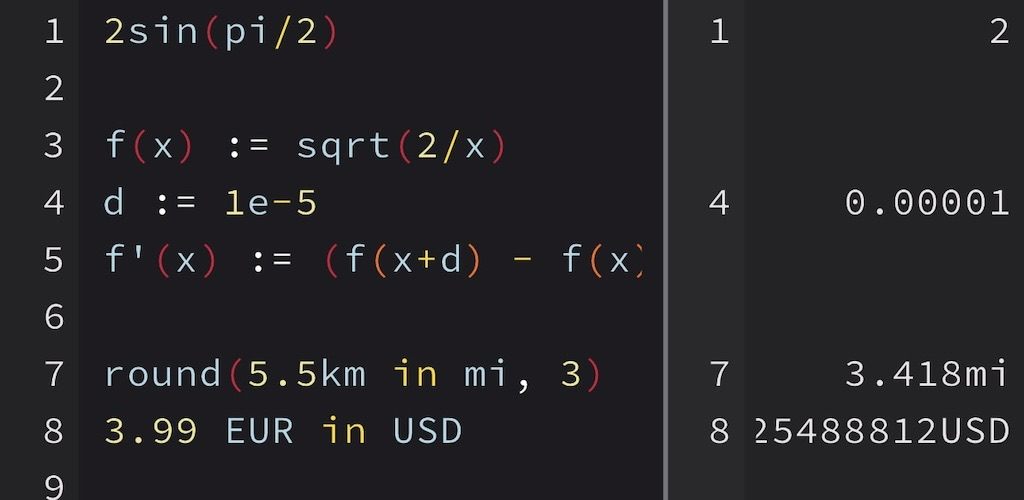 1 2sin(pi/2) 1 2
2
3 f(x) := sqrt(2/x)
4 d := 1e-5 4 0.00001
5 f'(x) := (f(x+d) - f(x)
6
7 round(5.5km in mi, 3) 7 3.418mi
8 3.99 EUR in USD 8 25488812USD
9